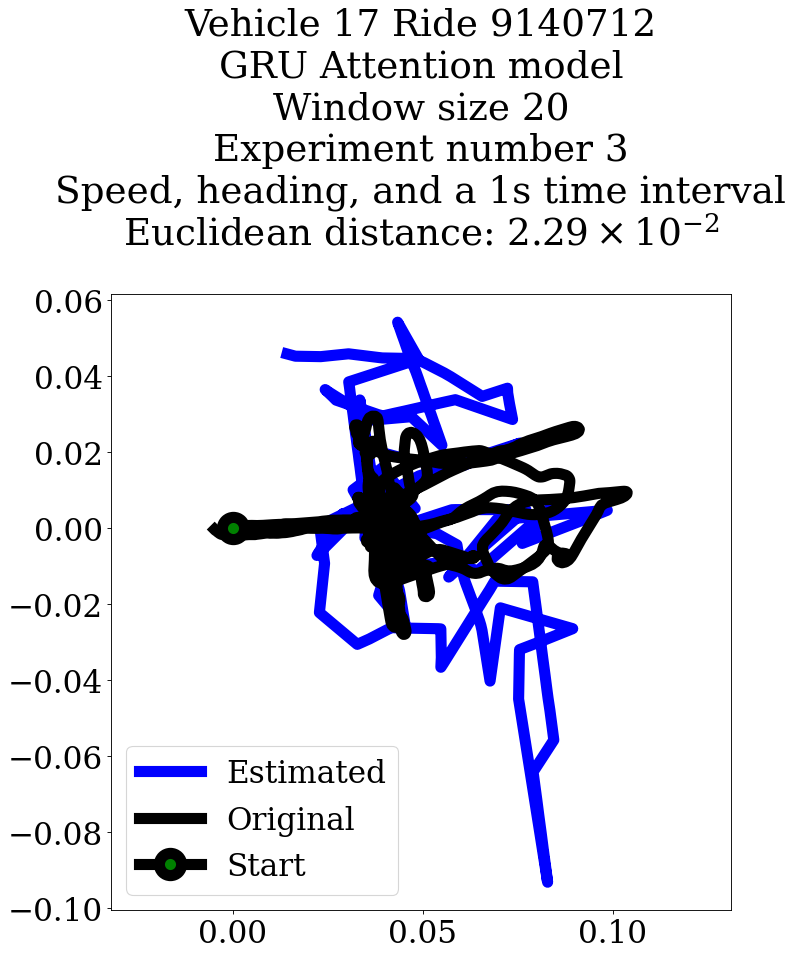 Vehicle 17 Ride 9140712
GRU Attention model
Window size 20
Experiment number 3
Speed, heading, and a 1s time interval
Euclidean distance: 2.29 × 10⁻²
0.06
0.04
0.02
0.00
−0.02
−0.04
−0.06
−0.08
−0.10
Estimated
Original
Start
0.00 0.05 0.10